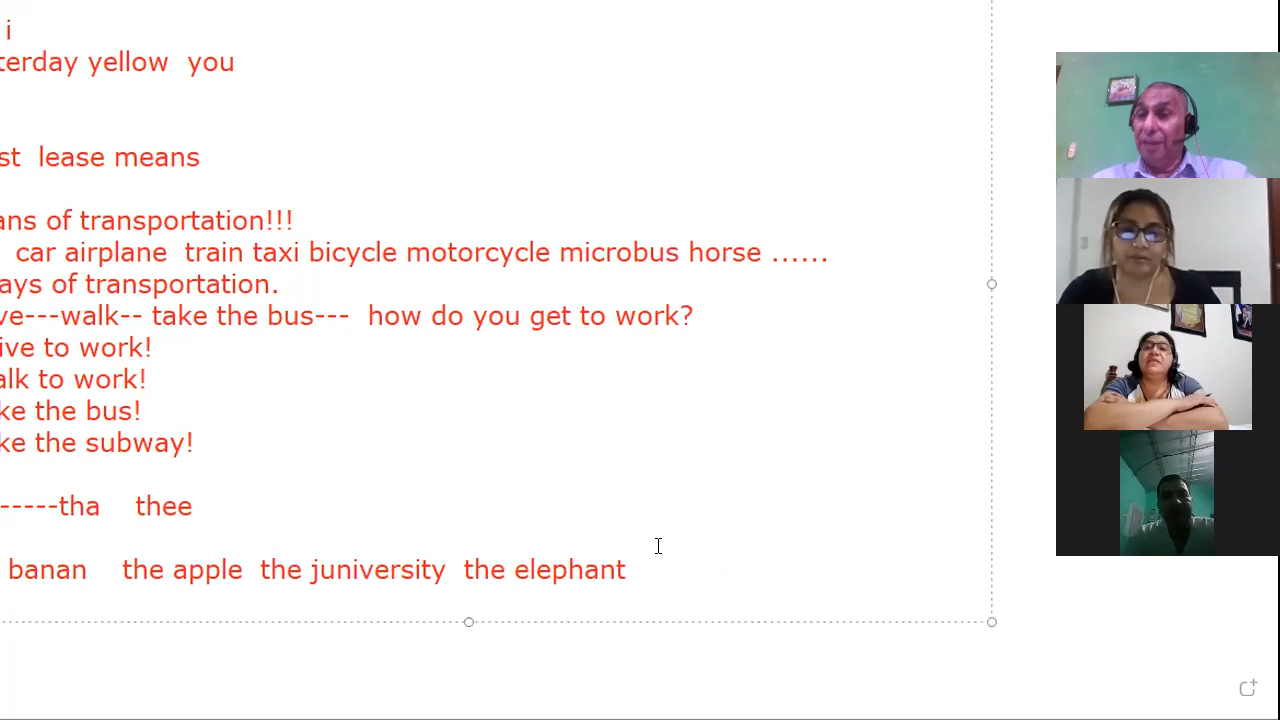 i
terday yellow  you
st  lease means
ans of transportation!!!
car airplane  train taxi bicycle motorcycle microbus horse ......
ays of transportation.
ve---walk-- take the bus---  how do you get to work?
ive to work!
alk to work!
ke the bus!
ke the subway!
-----tha    thee
banan    the apple  the juniversity  the elephant